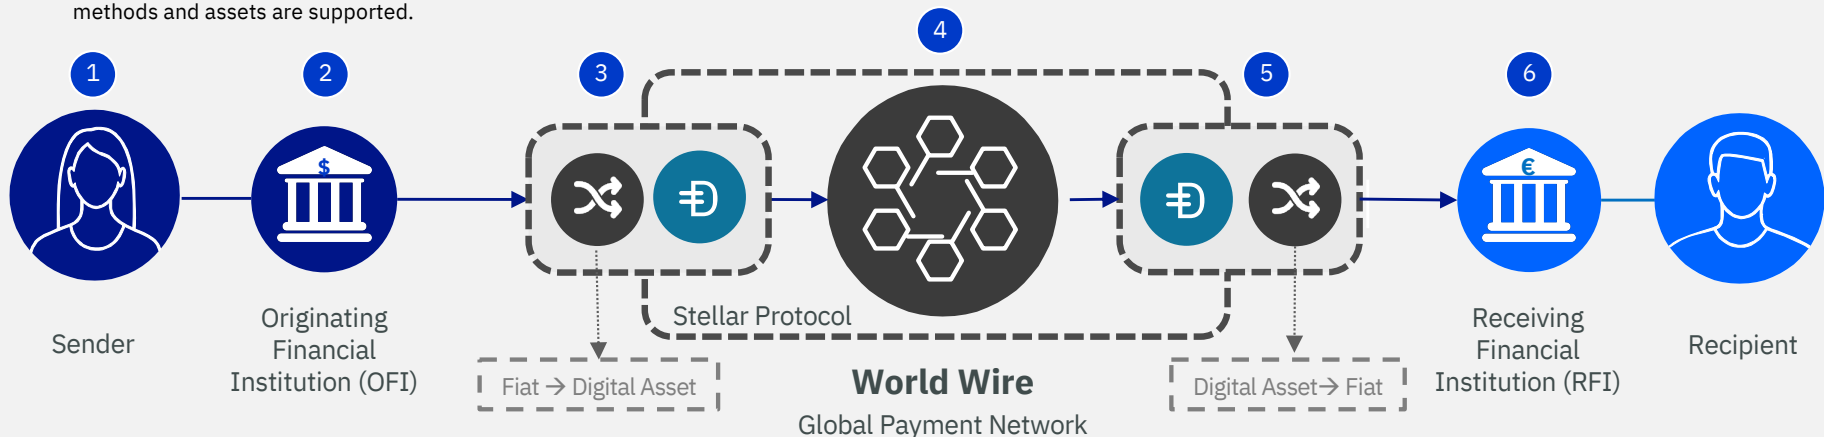 methods and assets are supported.
1
2
3
4
5
6
$
€
Sender
Originating
Financial
Institution (OFI)
Stellar Protocol
Fiat → Digital Asset
World Wire
Global Payment Network
Digital Asset→ Fiat
Receiving
Financial
Institution (RFI)
Recipient